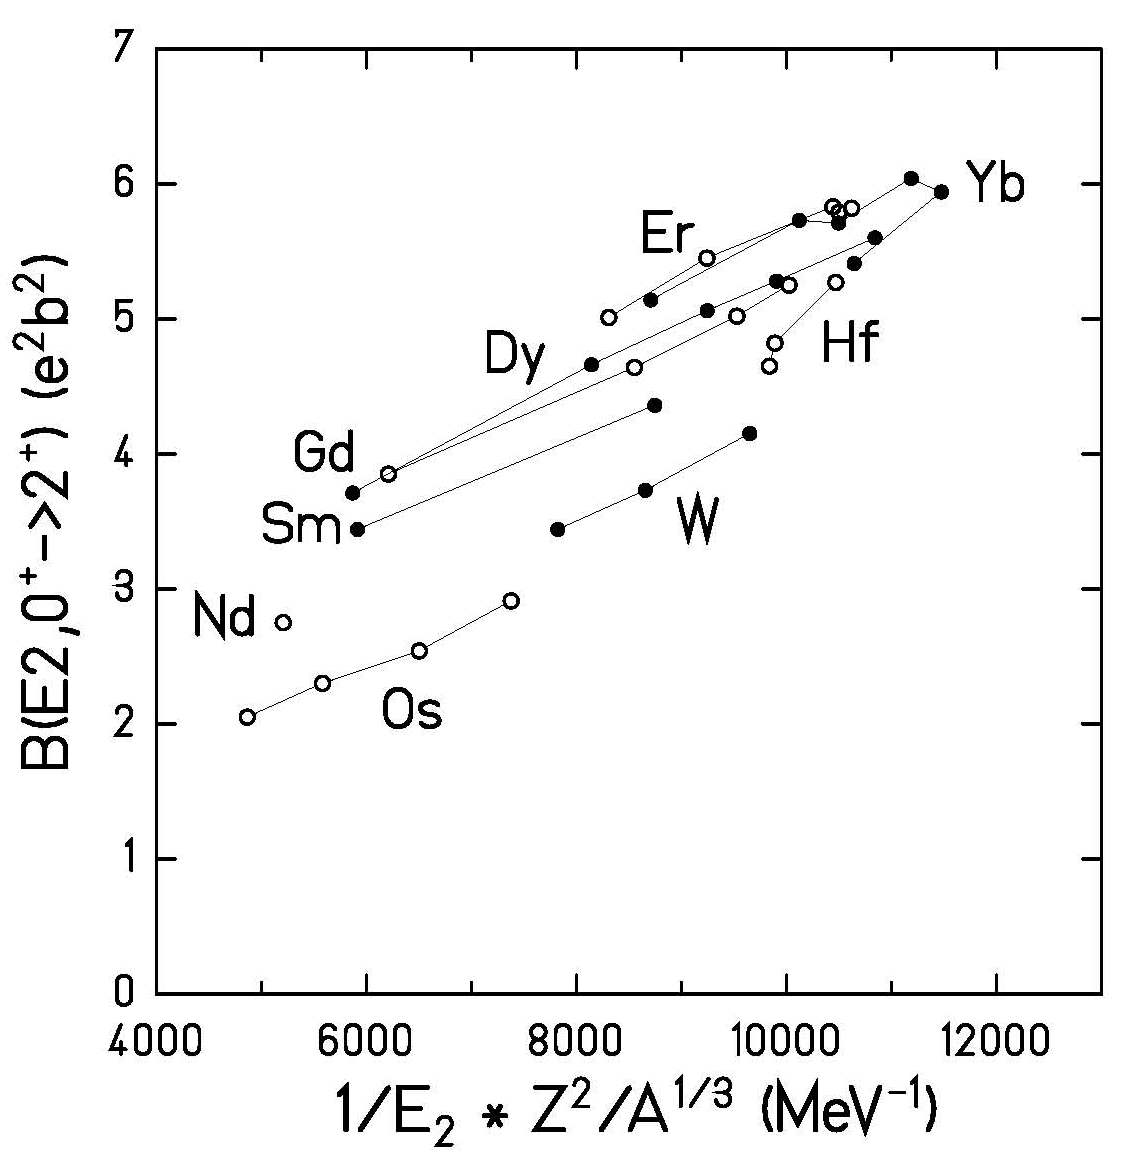 7
6
5
4
3
2
1
0
B(E2,0⁺->2⁺) (e²b²)
Yb
Er
Dy
Hf
Gd
Sm
W
Nd
Os
4000 6000 8000 10000 12000
1/E₂ * Z²/A¹/³ (MeV⁻¹)